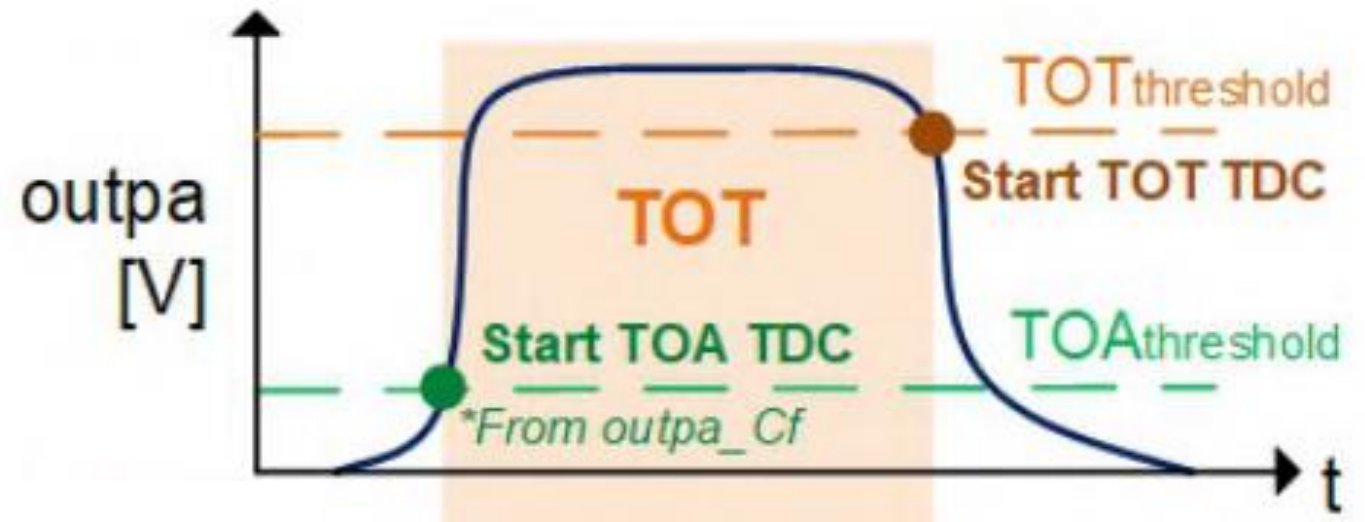 TOTthreshold
outpa
[V]
Start TOT TDC
TOT
Start TOA TDC
TOAthreshold
*From outpa_Cf
t